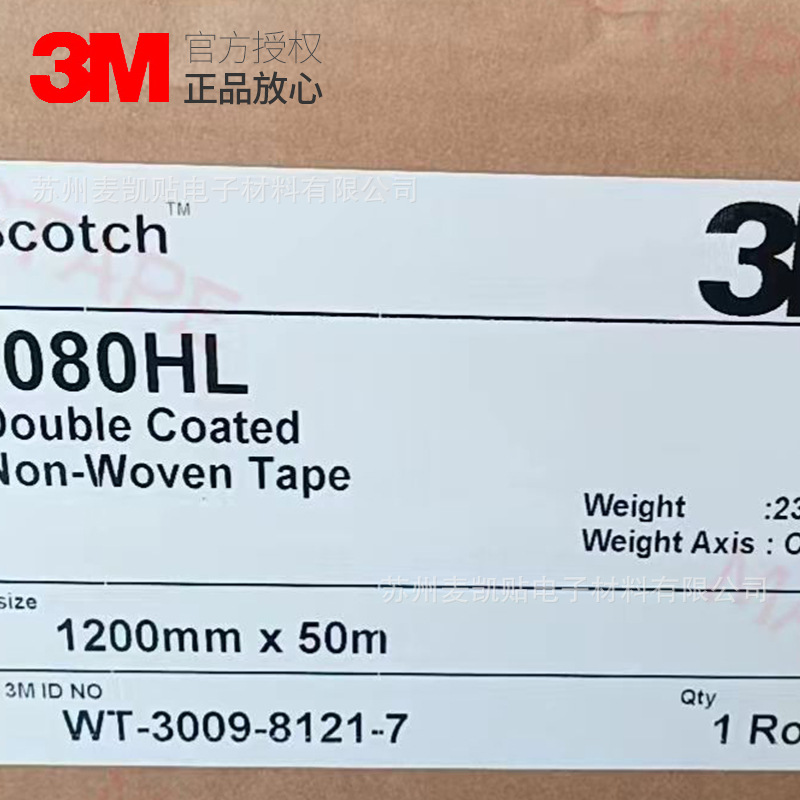 3M 官方授权
正品放心
苏州麦凯贴电子材料有限公司
Scotch™
3M
080HL
Double Coated
Non-Woven Tape
Weight :23
Weight Axis :
苏州麦凯贴电子材料有限公司
size
1200mm x 50m
3M ID NO
WT-3009-8121-7
Qty
1 Ro